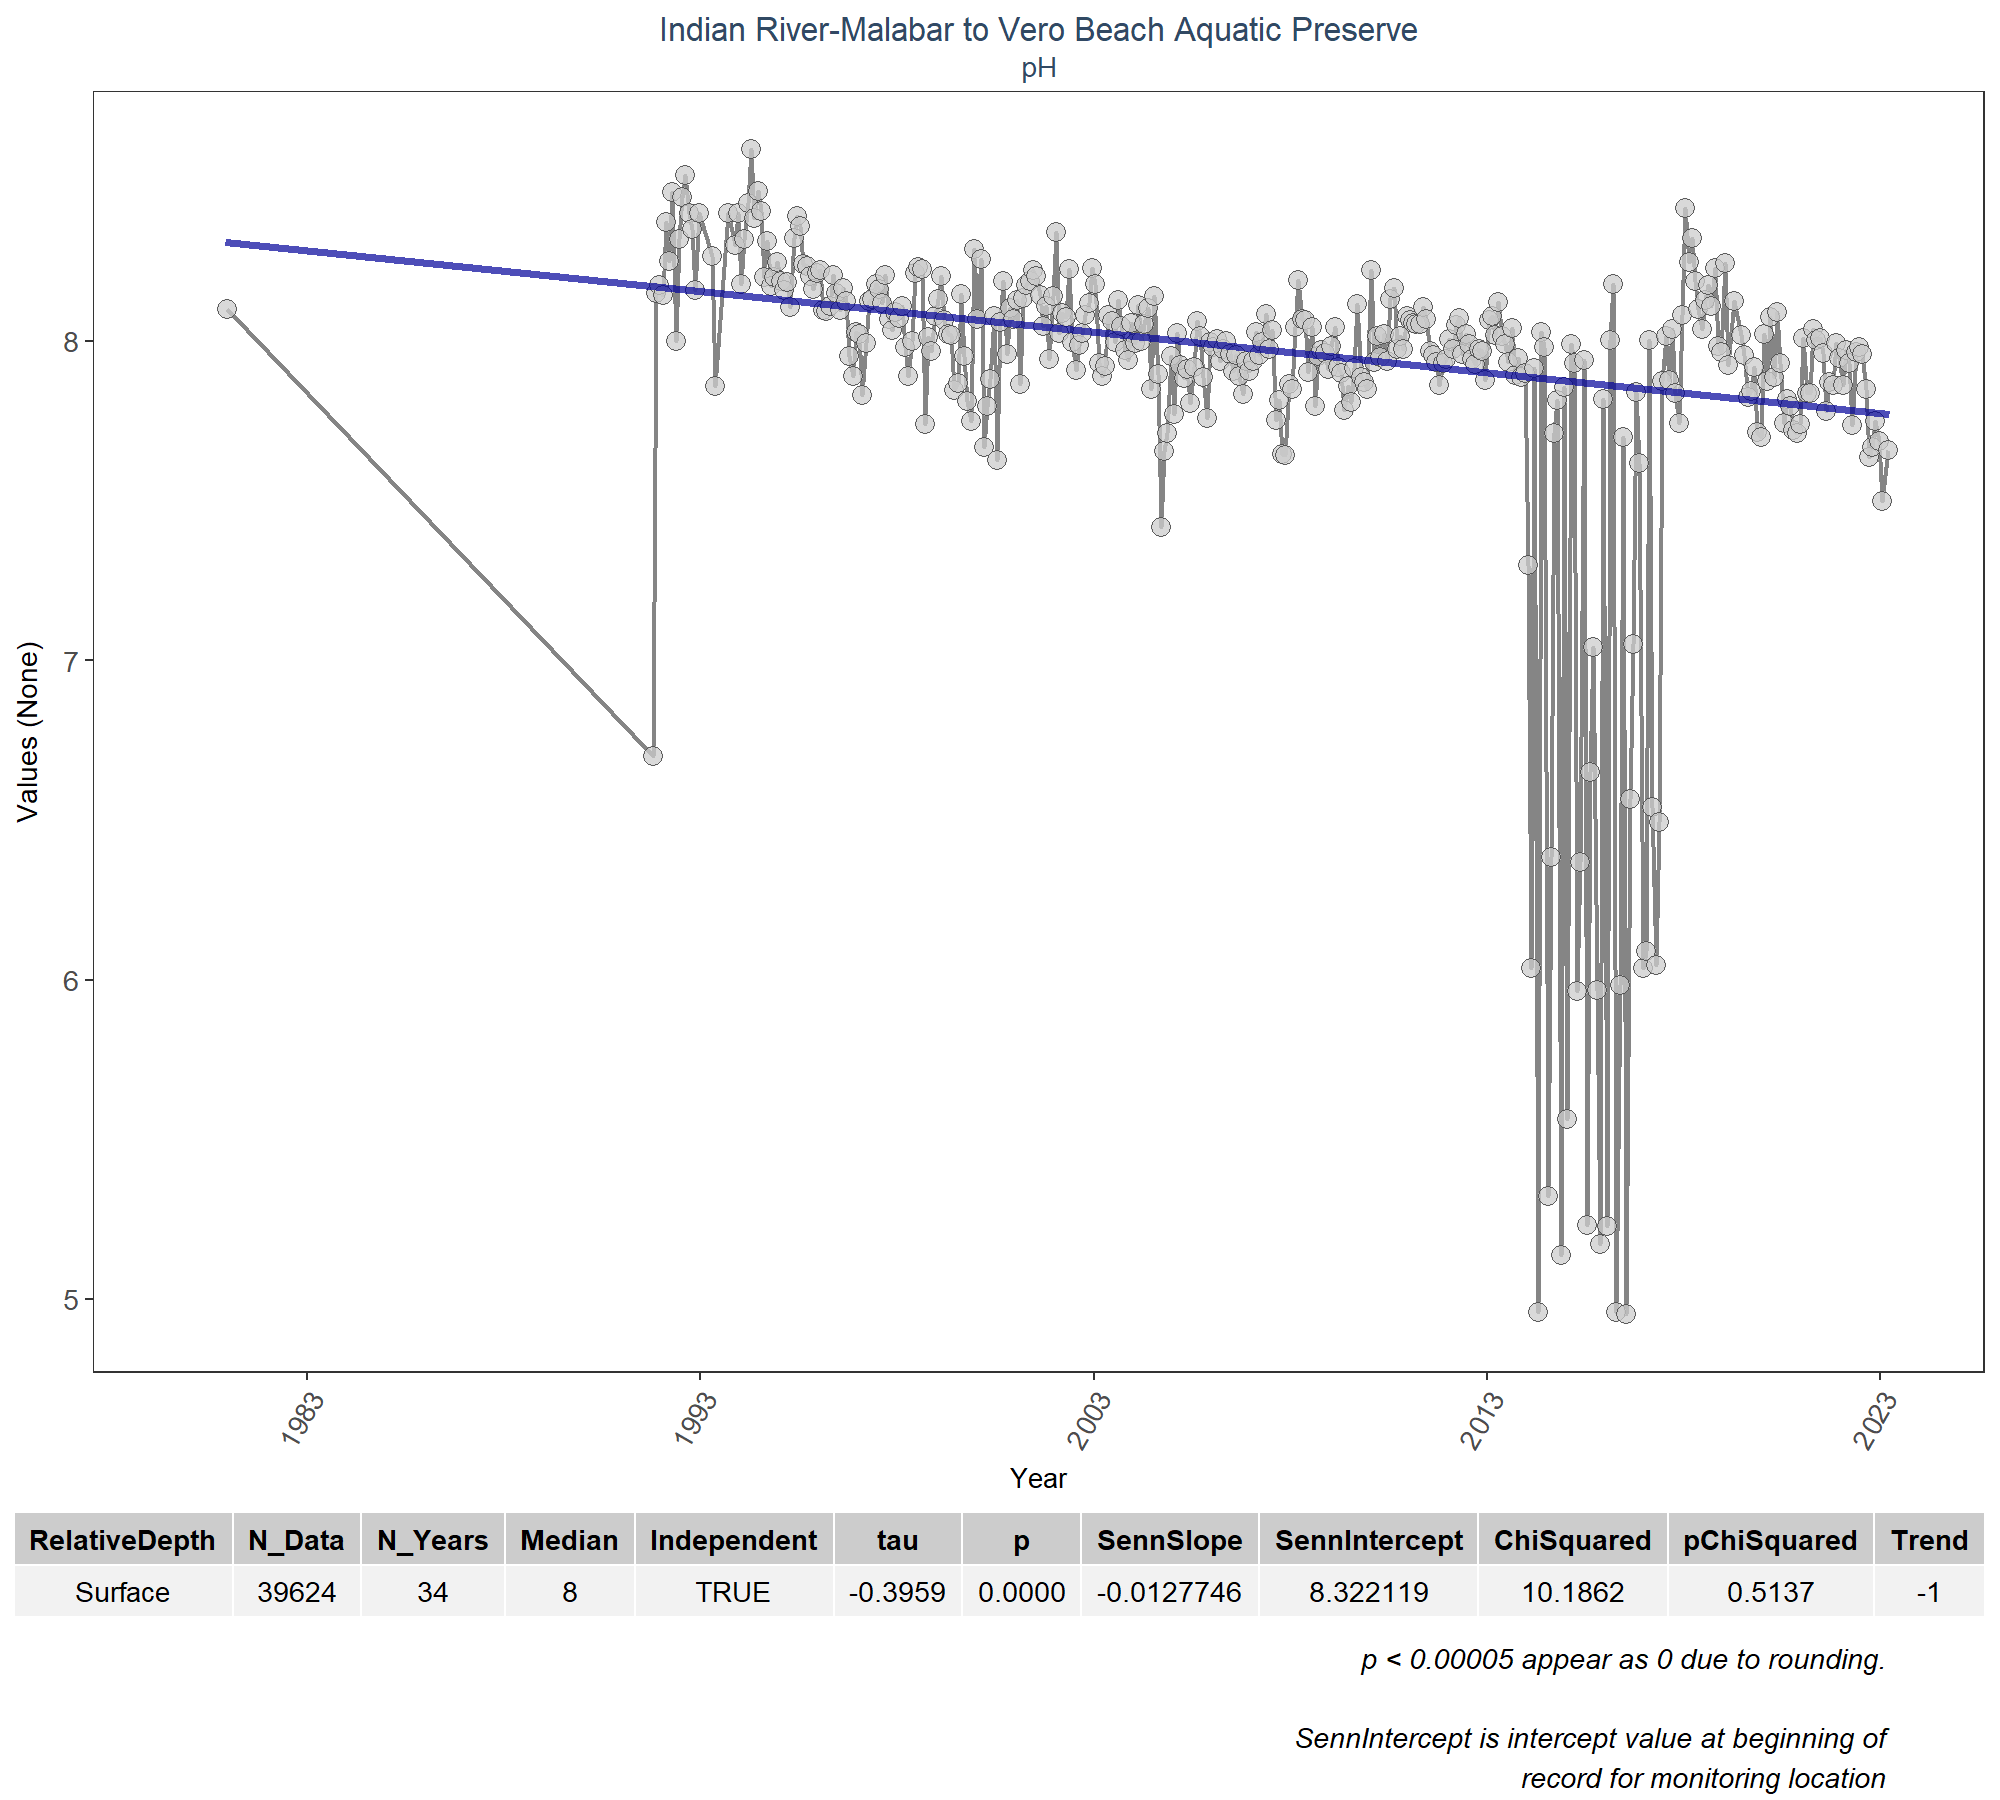 Indian River-Malabar to Vero Beach Aquatic Preserve
pH
Values (None)
8
7
6
5
1983
1993
2003
2013
2023
Year
RelativeDepth N_Data N_Years Median Independent tau p SennSlope SennIntercept ChiSquared pChiSquared Trend
Surface 39624 34 8 TRUE -0.3959 0.0000 -0.0127746 8.322119 10.1862 0.5137 -1
p < 0.00005 appear as 0 due to rounding.
SennIntercept is intercept value at beginning of
record for monitoring location